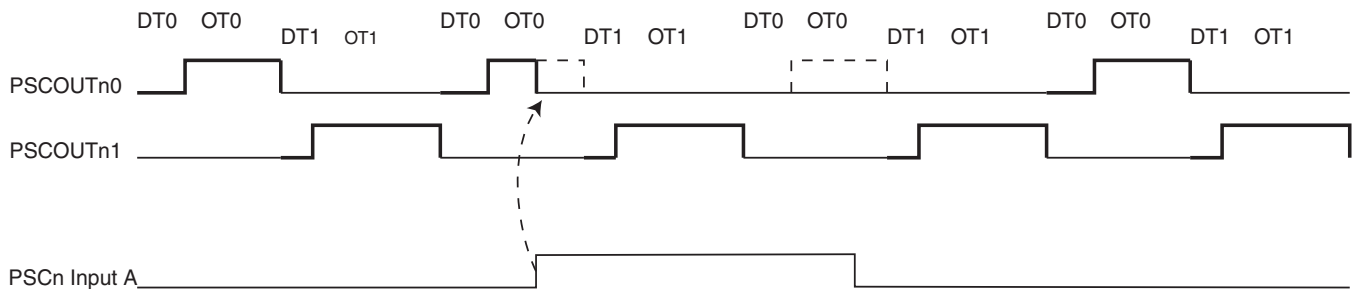 DT0 OT0 DT0 OT0 DT0 OT0 DT0 OT0
DT1 OT1 DT1 OT1 DT1 OT1 DT1 OT1
PSCOUTn0
PSCOUTn1
PSCn Input A